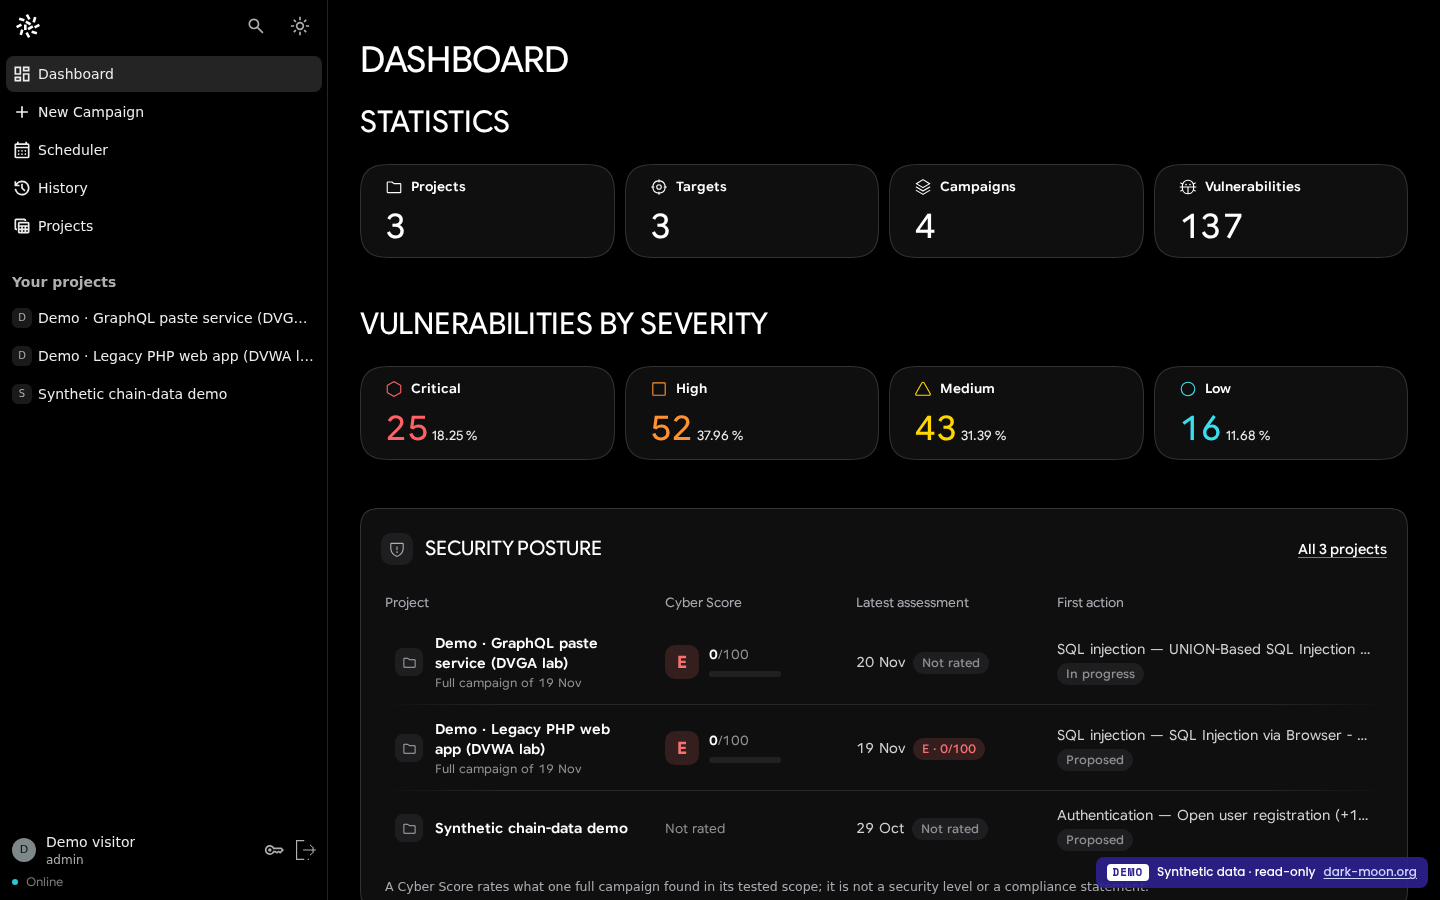 Dashboard
New Campaign
Scheduler
History
Projects
Your projects
D Demo · GraphQL paste service (DVG...
D Demo · Legacy PHP web app (DVWA l...
S Synthetic chain-data demo
D Demo visitor
admin
Online
DASHBOARD
STATISTICS
Projects
3
Targets
3
Campaigns
4
Vulnerabilities
137
VULNERABILITIES BY SEVERITY
Critical
25 18.25 %
High
52 37.96 %
Medium
43 31.39 %
Low
16 11.68 %
SECURITY POSTURE
All 3 projects
Project Cyber Score Latest assessment First action
Demo · GraphQL paste
service (DVGA lab)
Full campaign of 19 Nov
E 0/100
20 Nov Not rated
SQL injection — UNION-Based SQL Injection ...
In progress
Demo · Legacy PHP web
app (DVWA lab)
Full campaign of 19 Nov
E 0/100
19 Nov E · 0/100
SQL injection — SQL Injection via Browser - ...
Proposed
Synthetic chain-data demo
Not rated
29 Oct Not rated
Authentication — Open user registration (+1...
Proposed
A Cyber Score rates what one full campaign found in its tested scope; it is not a security level or a compliance statement.
DEMO Synthetic data · read-only dark-moon.org